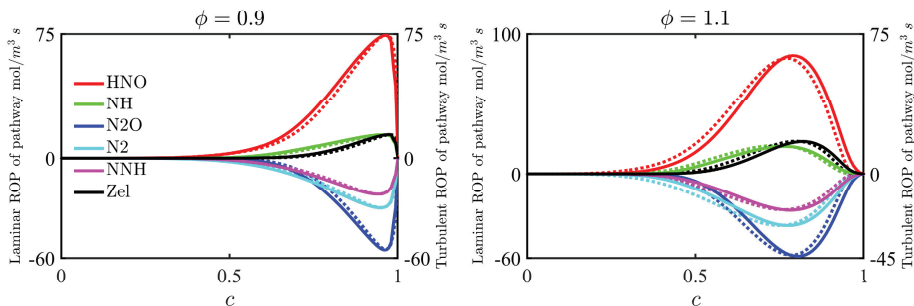 ϕ = 0.9
Laminar ROP of pathway mol/m³ s
75
0
-60
HNO
NH
N2O
N2
NNH
Zel
0
0.5
1
c
75
0
-60
Turbulent ROP of pathway mol/m³ s
ϕ = 1.1
Laminar ROP of pathway mol/m³ s
100
0
-60
0
0.5
1
c
75
0
-45
Turbulent ROP of pathway mol/m³ s